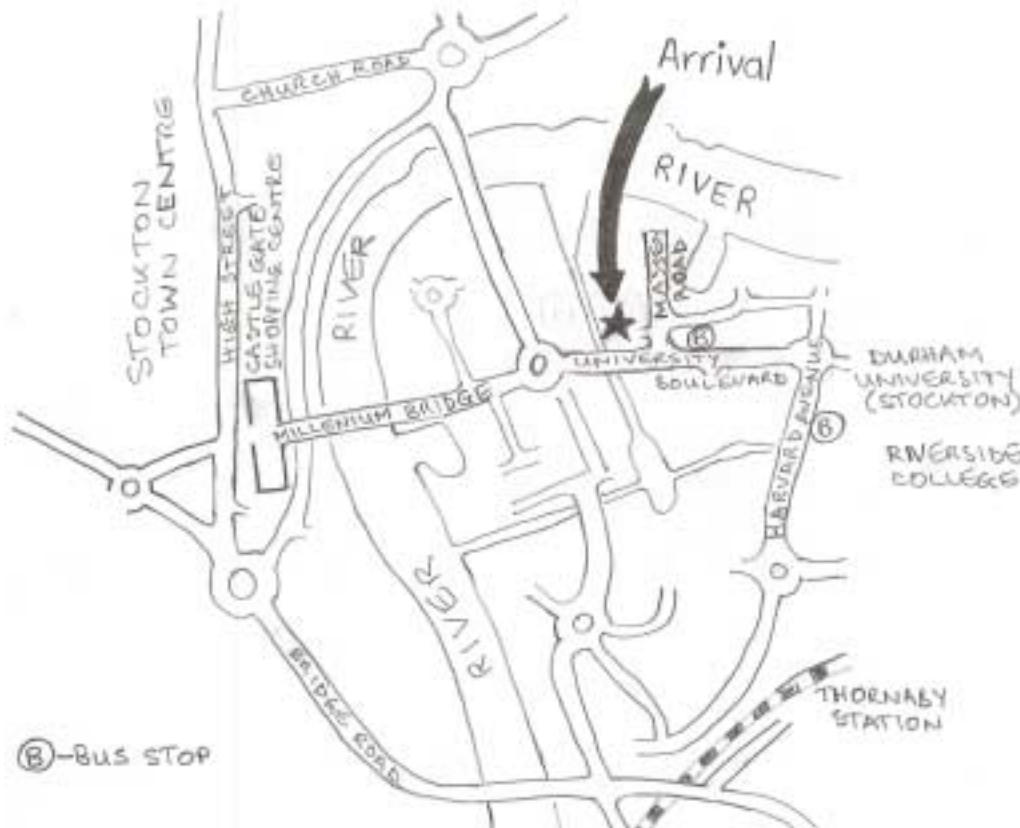 Arrival
CHURCH ROAD
STOCKTON
TOWN CENTRE
HIGH STREET
CASTLE GATE
SHOPPING CENTRE
RIVER
RIVER
MASSEY
ROAD
B
UNIVERSITY
BOULEVARD
MILLENIUM BRIDGE
DURHAM
UNIVERSITY
(STOCKTON)
HARVARD AVENUE
B
RIVERSIDE
COLLEGE
RIVER
BRIDGE ROAD
THORNABY
STATION
B-BUS STOP